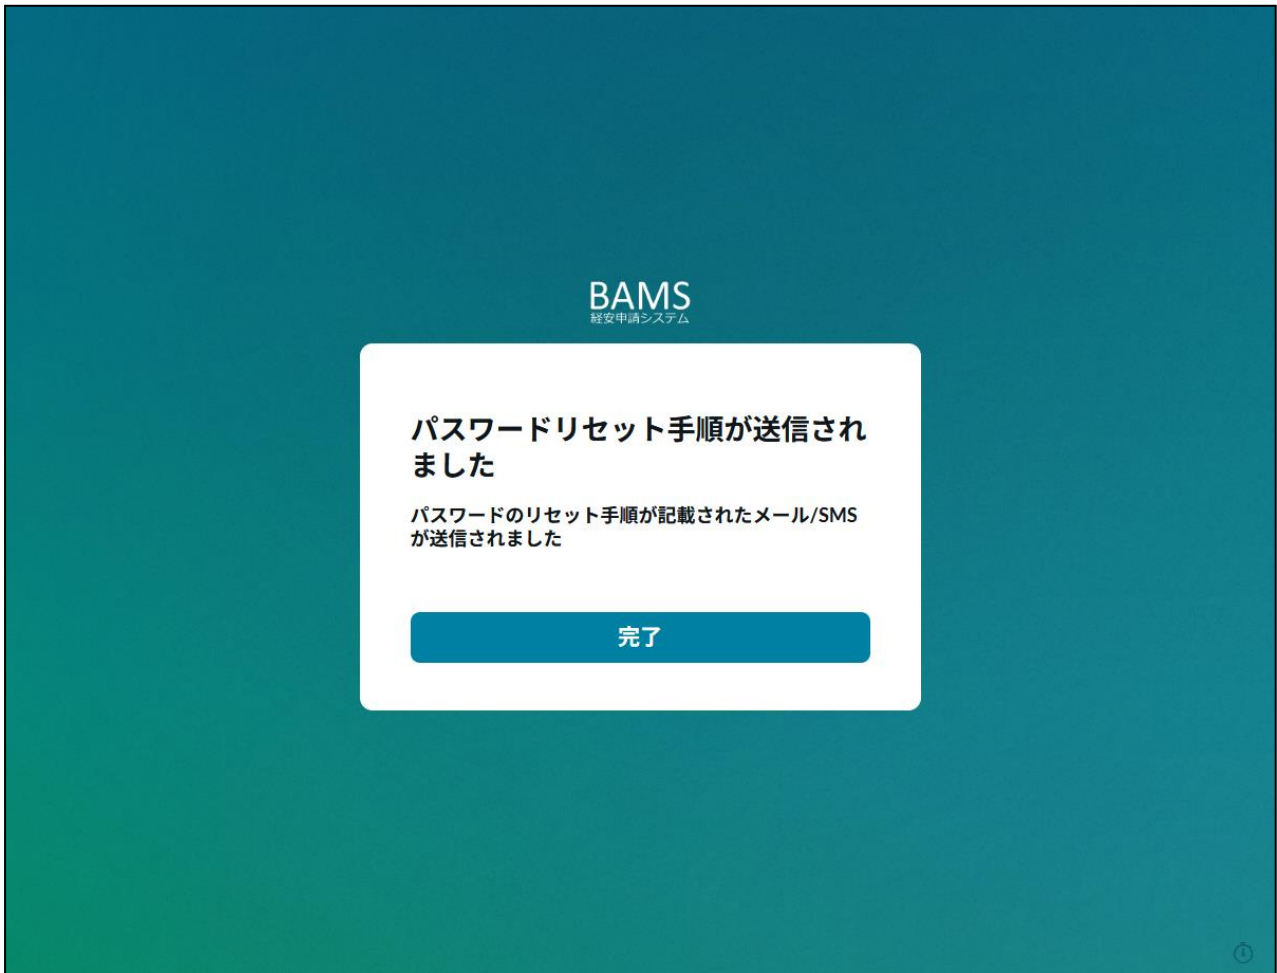 BAMS
経安申請システム
パスワードリセット手順が送信され
ました
パスワードのリセット手順が記載されたメール/SMS
が送信されました
完了